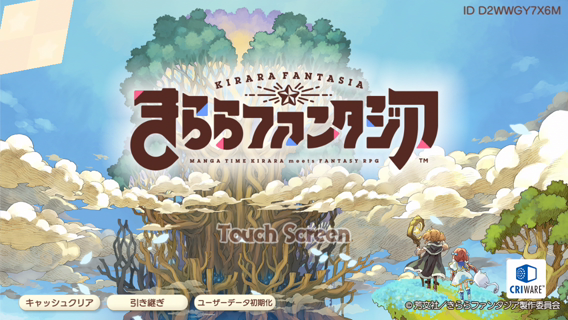 ID D2WWGY7X6M
KIRARA FANTASIA
きららファンタジア
MANGA TIME KIRARA meets FANTASY RPG
TM
Touch Screen
CRIWARE
キャッシュクリア
引き継ぎ
ユーザーデータ初期化
©芳文社／きららファンタジア製作委員会